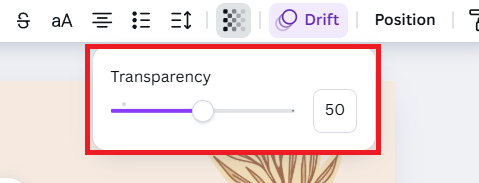 S aA Drift Position
Transparency
50